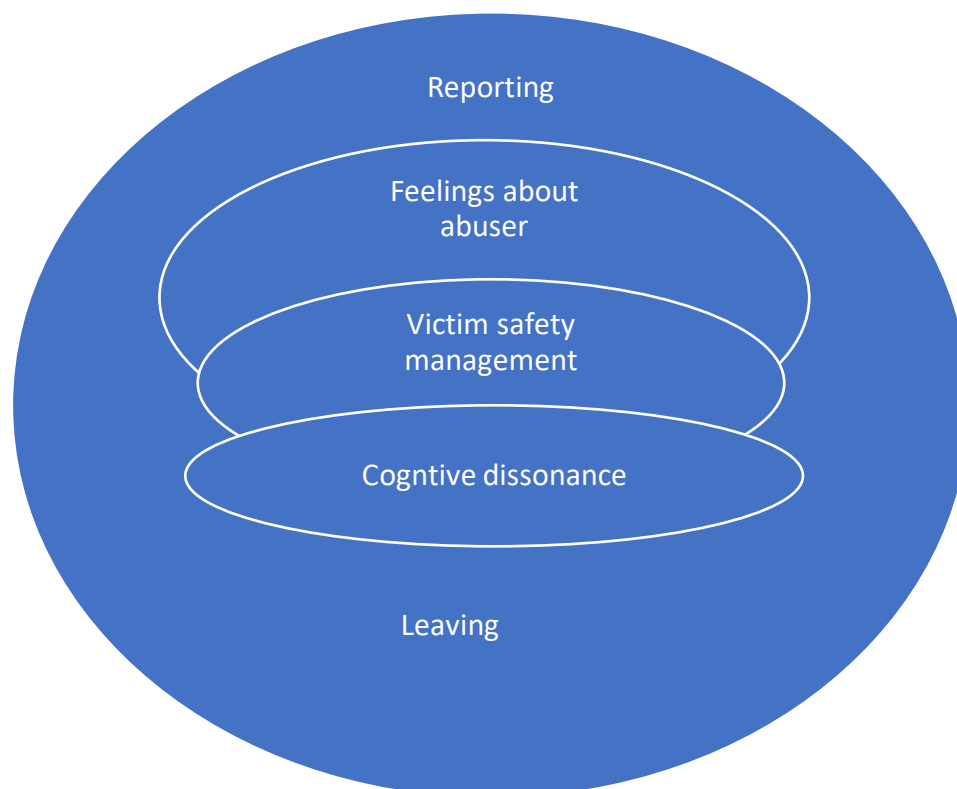 Reporting
Feelings about
abuser
Victim safety
management
Cogntive dissonance
Leaving